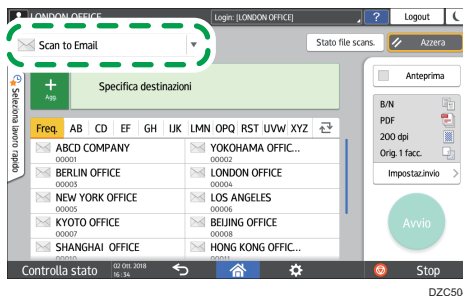 LONDON OFFICE
Login: [LONDON OFFICE]
?
Logout
Scan to Email
Stato file scans.
Azzera
Seleziona lavoro rapido
+
Agg.
Specifica destinazioni
Anteprima
B/N
PDF
200 dpi
Orig. 1 facc.
Impostaz.invio
Freq. AB CD EF GH IJK LMN OPQ RST UVW XYZ
ABCD COMPANY
00001
YOKOHAMA OFFIC...
00002
BERLIN OFFICE
00003
LONDON OFFICE
00004
NEW YORK OFFICE
00005
LOS ANGELES
00006
KYOTO OFFICE
00007
BEIJING OFFICE
00008
SHANGHAI OFFICE
00010
HONG KONG OFFIC...
00011
Avvio
Controlla stato
02 Ott. 2018
16:34
Stop
DZC50